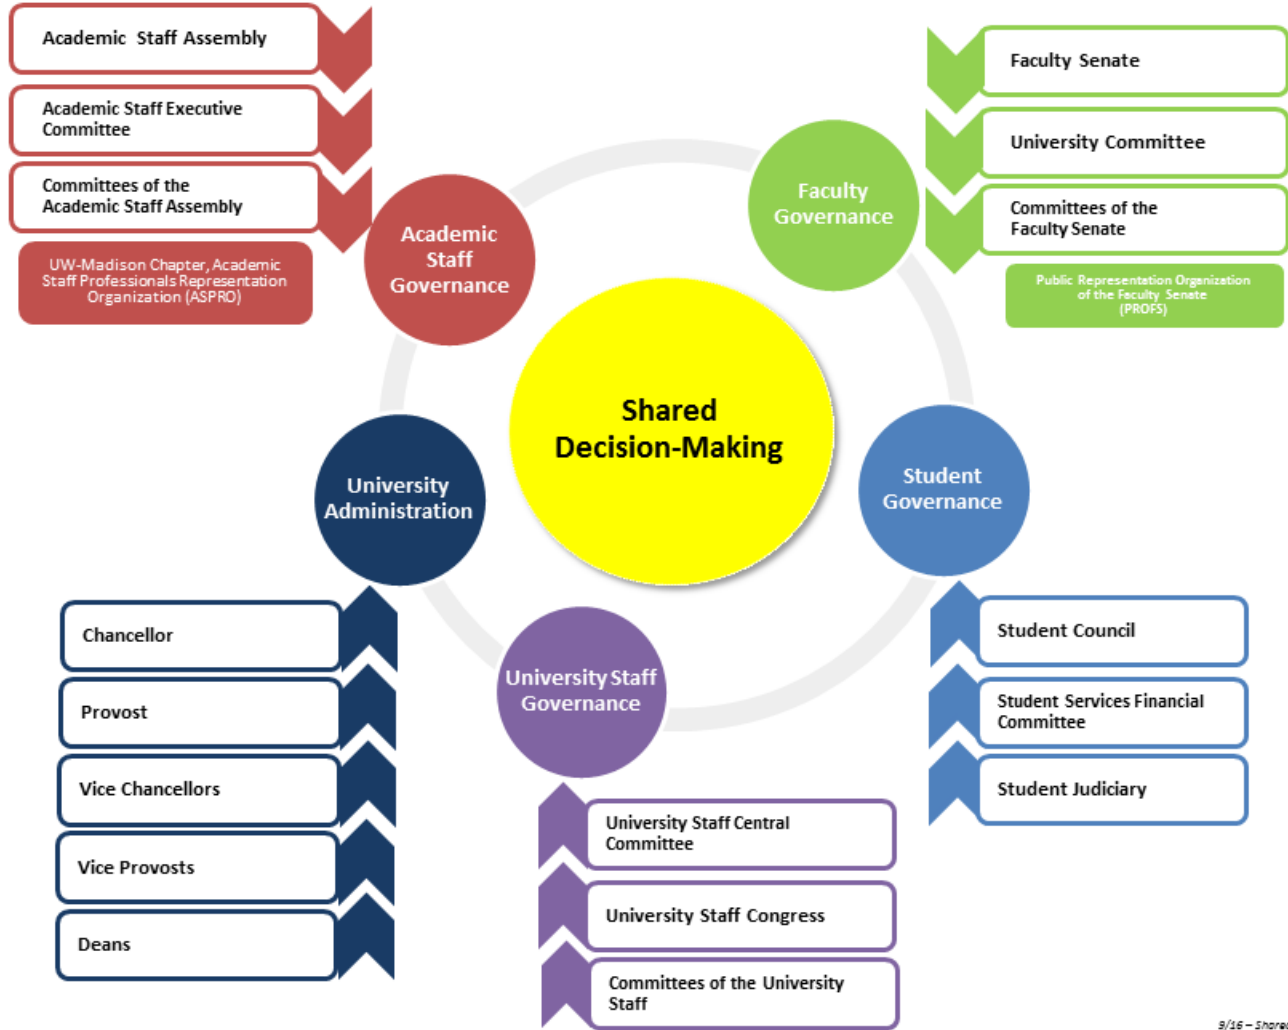 Academic Staff Assembly
Academic Staff Executive
Committee
Committees of the
Academic Staff Assembly
UW-Madison Chapter, Academic
Staff Professionals Representation
Organization (ASPRO)
Academic
Staff
Governance
Faculty Senate
University Committee
Committees of the
Faculty Senate
Public Representation Organization
of the Faculty Senate
(PROFS)
Faculty
Governance
Shared
Decision-Making
University
Administration
Student
Governance
University Staff
Governance
Chancellor
Provost
Vice Chancellors
Vice Provosts
Deans
University Staff Central
Committee
University Staff Congress
Committees of the University
Staff
Student Council
Student Services Financial
Committee
Student Judiciary
9/16 – Shared